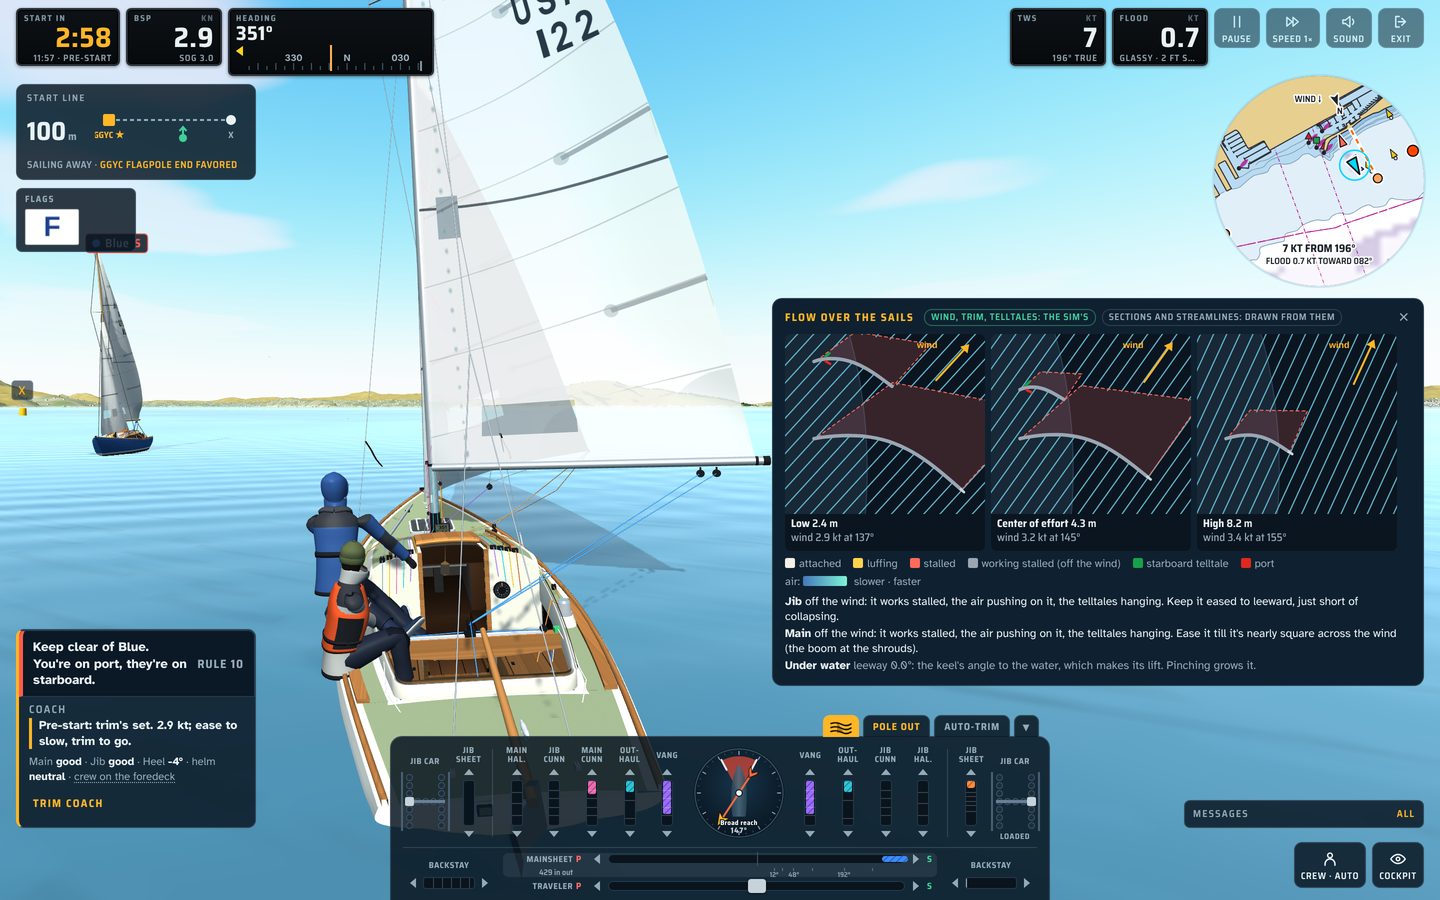 START IN
2:58
11:57 · PRE-START
BSP KN
2.9
SOG 3.0
HEADING
351°
330 N 030
122
TWS KT
7
196° TRUE
FLOOD KT
0.7
GLASSY · 2 FT S...
PAUSE
SPEED 1×
SOUND
EXIT
START LINE
100 m
GGYC ★ X
SAILING AWAY · GGYC FLAGPOLE END FAVORED
FLAGS
F
Blue S
X
WIND ↓
N
7 KT FROM 196°
FLOOD 0.7 KT TOWARD 082°
FLOW OVER THE SAILS
WIND, TRIM, TELLTALES: THE SIM'S
SECTIONS AND STREAMLINES: DRAWN FROM THEM
wind
wind
wind
Low 2.4 m
wind 2.9 kt at 137°
Center of effort 4.3 m
wind 3.2 kt at 145°
High 8.2 m
wind 3.4 kt at 155°
attached luffing stalled working stalled (off the wind) starboard telltale port
air: slower · faster
Jib off the wind: it works stalled, the air pushing on it, the telltales hanging. Keep it eased to leeward, just short of
collapsing.
Main off the wind: it works stalled, the air pushing on it, the telltales hanging. Ease it till it's nearly square across the wind
(the boom at the shrouds).
Under water leeway 0.0°: the keel's angle to the water, which makes its lift. Pinching grows it.
Keep clear of Blue.
You're on port, they're on
starboard.
RULE 10
COACH
Pre-start: trim's set. 2.9 kt; ease to
slow, trim to go.
Main good · Jib good · Heel -4° · helm
neutral · crew on the foredeck
TRIM COACH
POLE OUT
AUTO-TRIM
JIB CAR
JIB SHEET
MAIN HAL.
JIB CUNN
MAIN CUNN
OUT-HAUL
VANG
Broad reach
147°
VANG
OUT-HAUL
JIB CUNN
JIB HAL.
JIB SHEET
JIB CAR
LOADED
BACKSTAY
MAINSHEET P S
429 in out
12° 48° 192°
TRAVELER P S
BACKSTAY
MESSAGES ALL
CREW · AUTO
COCKPIT